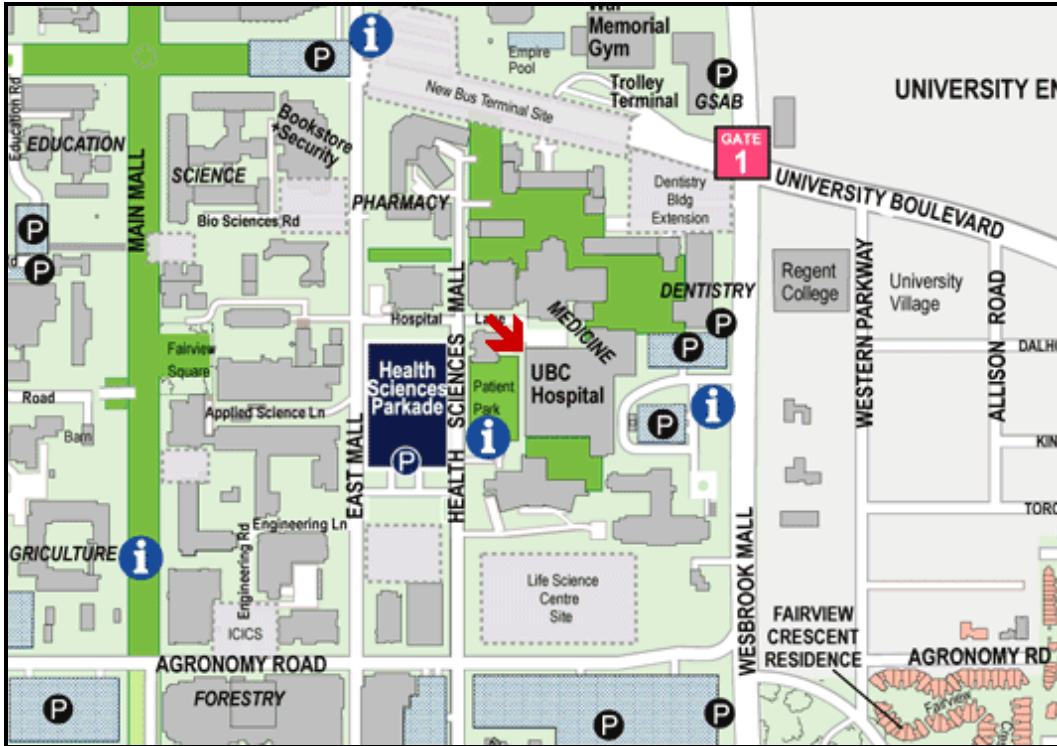 War
Memorial
Gym
Empire
Pool
Trolley
Terminal
GSAB
P
P
i
New Bus Terminal Site
UNIVERSITY EN
GATE
1
Education Rd
EDUCATION
MAIN MALL
SCIENCE
Bookstore
+Security
PHARMACY
Bio Sciences Rd
Dentistry
Bldg
Extension
UNIVERSITY BOULEVARD
P
P
d
Regent
College
University
Village
WESTERN PARKWAY
ALLISON ROAD
DENTISTRY
MEDICINE
Hospital
Lane
HEALTH SCIENCES MALL
P
P
DALHO
Fairview
Square
Health
Sciences
Parkade
P
UBC
Hospital
Patient
Park
i
P
i
Road
Barn
Applied Science Ln
EAST MALL
KIN
TORO
Engineering Ln
Engineering Rd
GRICULTURE
i
ICICS
Life Science
Centre
Site
WESBROOK MALL
FAIRVIEW
CRESCENT
RESIDENCE
AGRONOMY ROAD
AGRONOMY RD
FORESTRY
Fairview
P
P
P